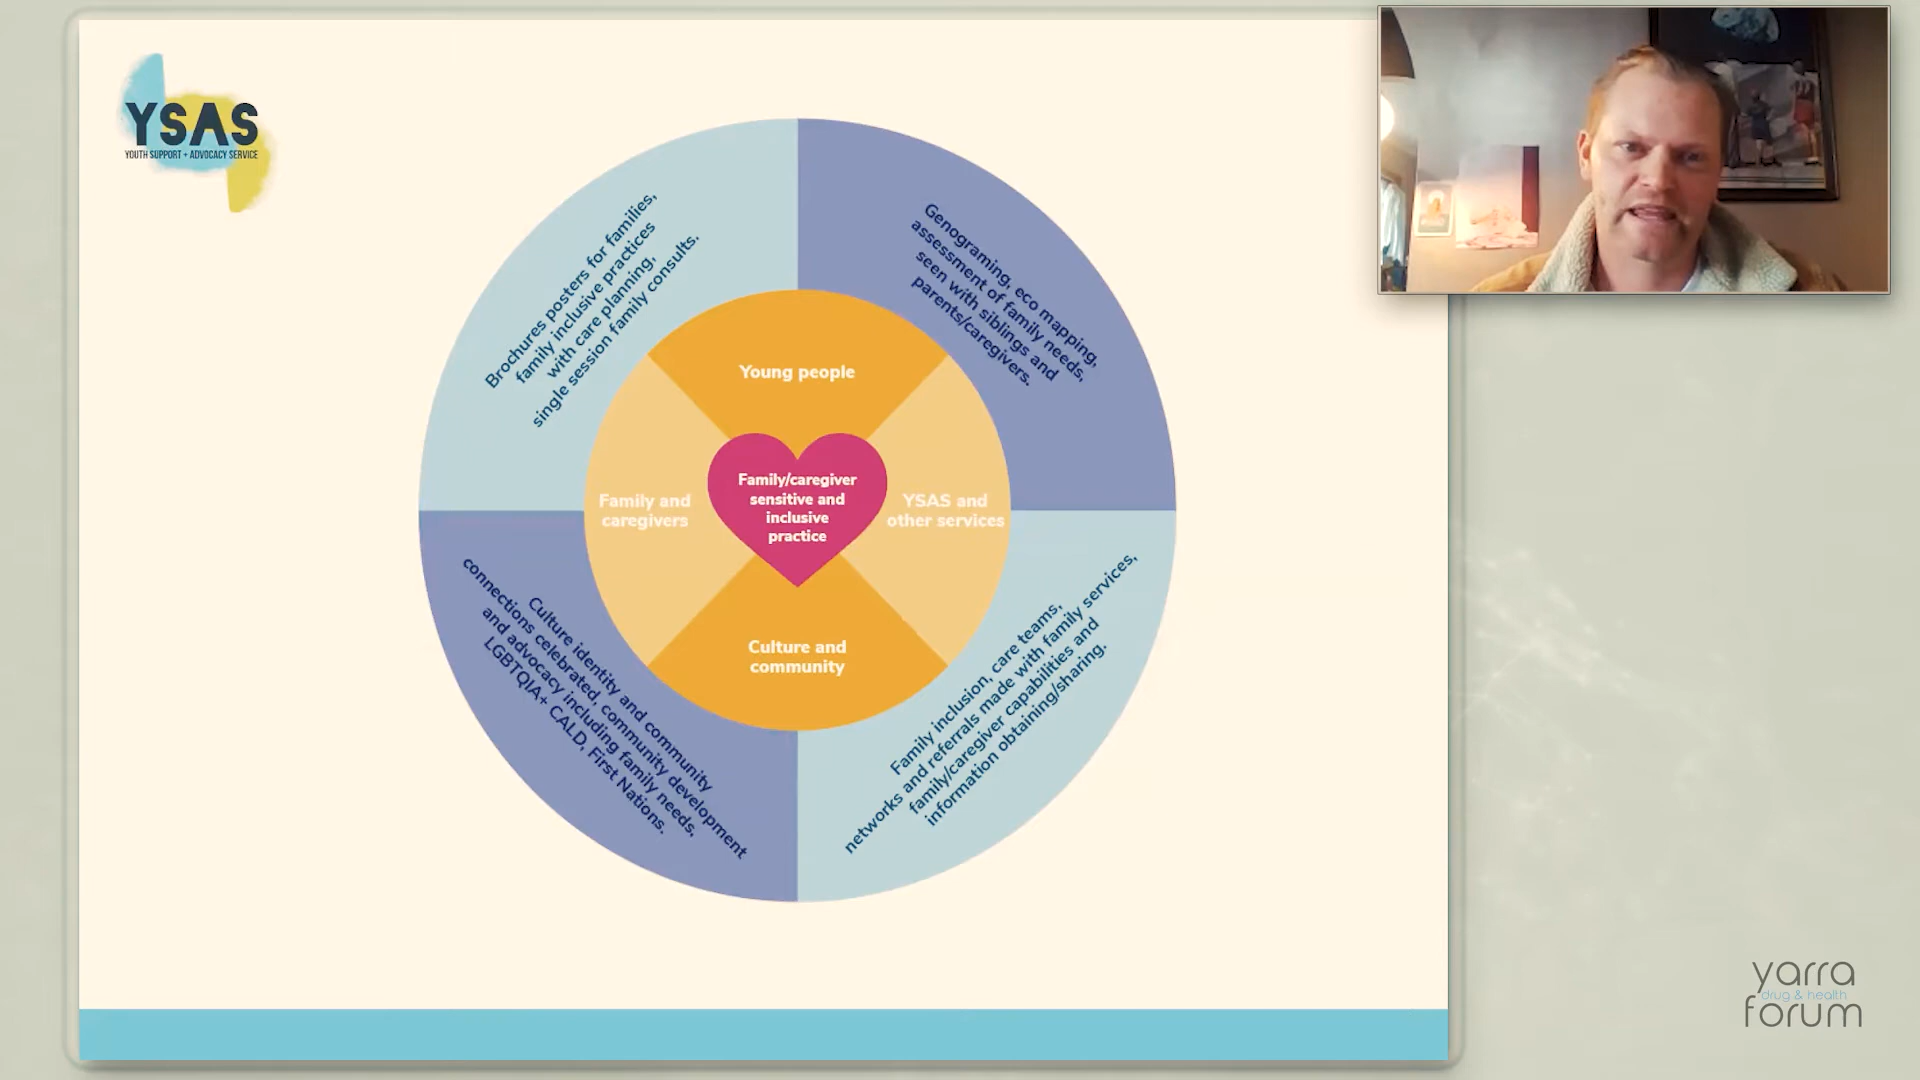 YSAS
YOUTH SUPPORT + ADVOCACY SERVICE
Brochures posters for families,
family inclusive practices
with care planning,
single session family consults.
Genograming, eco mapping,
assessment of family needs,
seen with siblings and
parents/caregivers.
Young people
Family and
caregivers
Family/caregiver
sensitive and
inclusive
practice
YSAS and
other services
Culture and
community
Culture identity and community
connections celebrated, community development
and advocacy including family needs,
LGBTQIA+ CALD, First Nations.
Family inclusion, care teams,
networks and referrals made with family services,
family/caregiver capabilities and
information obtaining/sharing.
yarra
drug & health
forum